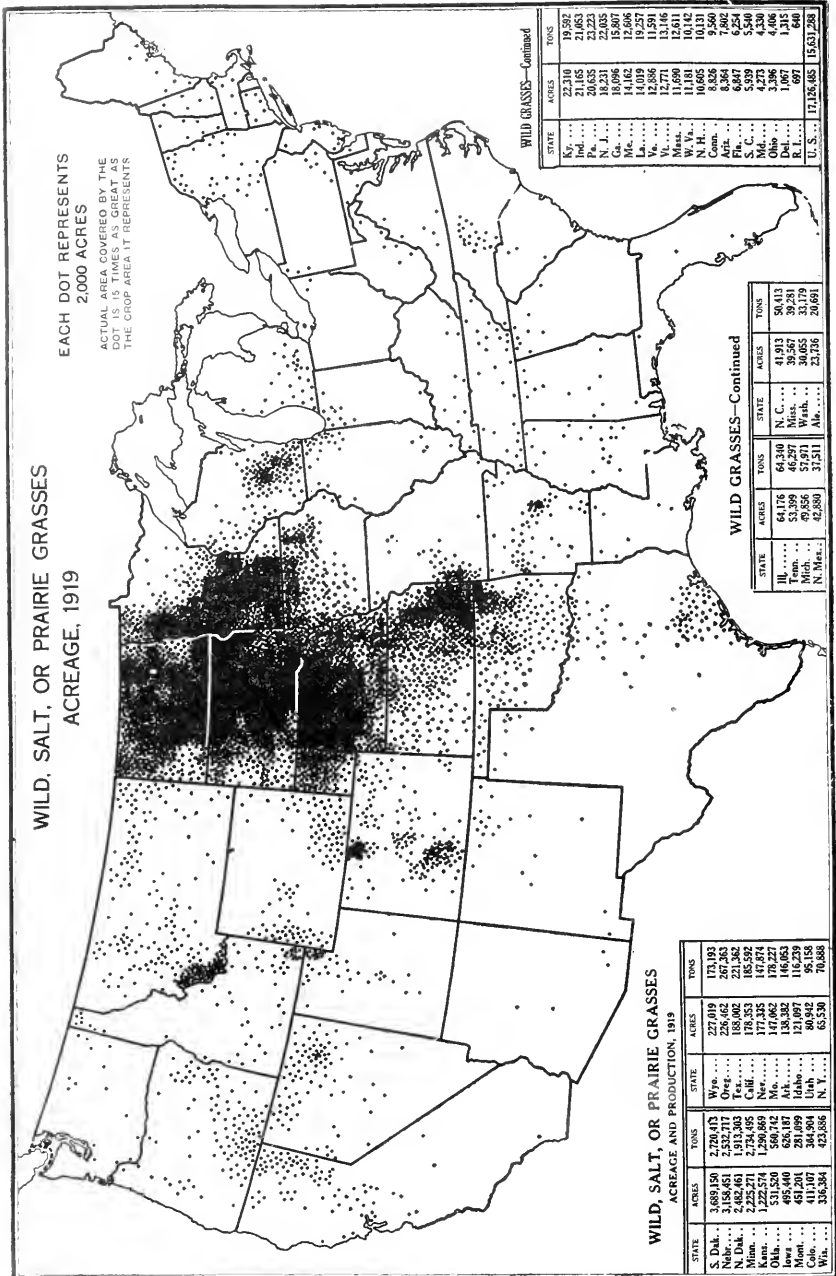 WILD, SALT, OR PRAIRIE GRASSES
ACREAGE, 1919
EACH DOT REPRESENTS
2,000 ACRES
ACTUAL AREA COVERED BY THE
DOT IS 15 TIMES AS GREAT AS
THE CROP AREA IT REPRESENTS
WILD, SALT, OR PRAIRIE GRASSES
ACREAGE AND PRODUCTION, 1919
STATE ACRES TONS STATE ACRES TONS
S. Dak.. 3,689,150 2,720,413 Wyo..... 227,019 173,193
Nebr.... 3,158,451 2,532,717 Oreg.... 226,462 267,363
N. Dak.. 2,482,461 1,913,303 Tex..... 188,002 221,362
Minn... 2,225,271 2,734,495 Calif.... 178,353 185,592
Kans.... 1,222,574 1,290,869 Nev..... 177,335 147,874
Okla.... 531,520 560,742 Mo..... 147,062 178,227
Iowa ... 495,440 626,187 Ark..... 138,382 146,053
Mont... 451,201 281,099 Idaho... 121,097 116,239
Colo.... 411,107 384,904 Utah ... 80,942 95,158
Wis. .... 336,384 423,886 N. Y.... 65,530 70,888
WILD GRASSES—Continued
STATE ACRES TONS STATE ACRES TONS
Ill....... 64,176 64,340 N. C.... 41,913 50,413
Tenn. .. 53,399 46,297 Miss. .. 39,567 39,281
Mich. .. 49,856 57,971 Wash. .. 30,055 33,179
N. Mex.. 42,880 37,511 Ala..... 23,736 20,691
WILD GRASSES—Continued
STATE ACRES TONS
Ky...... 22,310 19,592
Ind..... 21,165 21,053
Pa...... 20,635 23,223
N. J.... 18,231 22,035
Ga...... 18,096 15,807
Me...... 14,162 12,606
La...... 14,019 19,257
Va...... 12,886 11,591
Vt...... 12,771 13,146
Mass.... 11,690 12,611
W. Va... 11,181 10,142
N. H.... 10,605 10,131
Conn. .. 8,826 9,560
Ariz.... 8,364 7,802
Fla..... 6,847 6,254
S. C.... 5,939 5,540
Md..... 4,273 4,330
Ohio ... 3,396 4,406
Del..... 1,067 1,315
R. I..... 697 640
U. S... 17,126,485 15,631,288